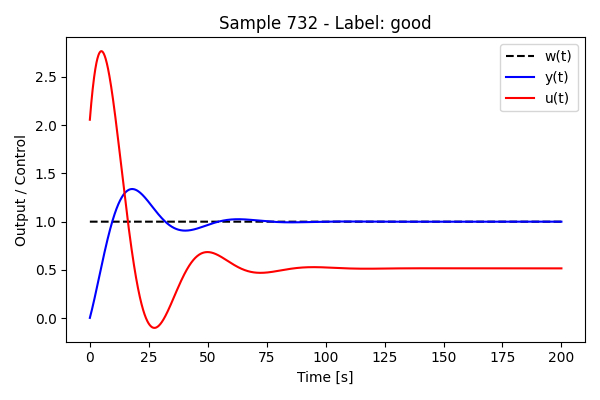 Sample 732 - Label: good
Output / Control
2.5
2.0
1.5
1.0
0.5
0.0
w(t)
y(t)
u(t)
0 25 50 75 100 125 150 175 200
Time [s]